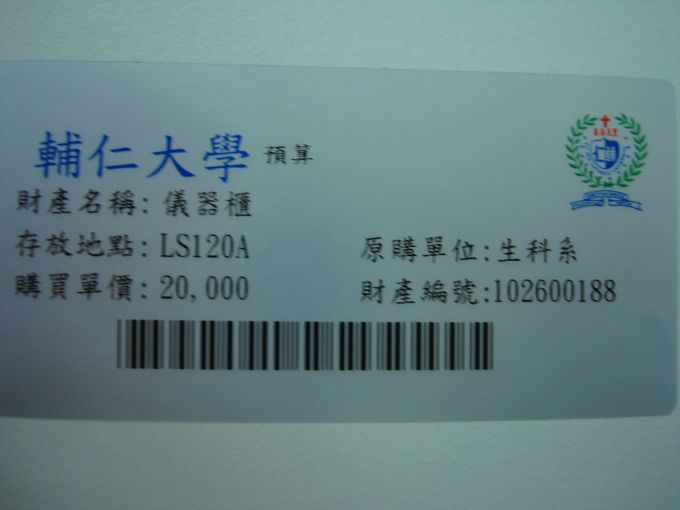 輔仁大學 預算
財產名稱: 儀器櫃
存放地點: LS120A 原購單位:生科系
購買單價: 20,000 財產編號:102600188